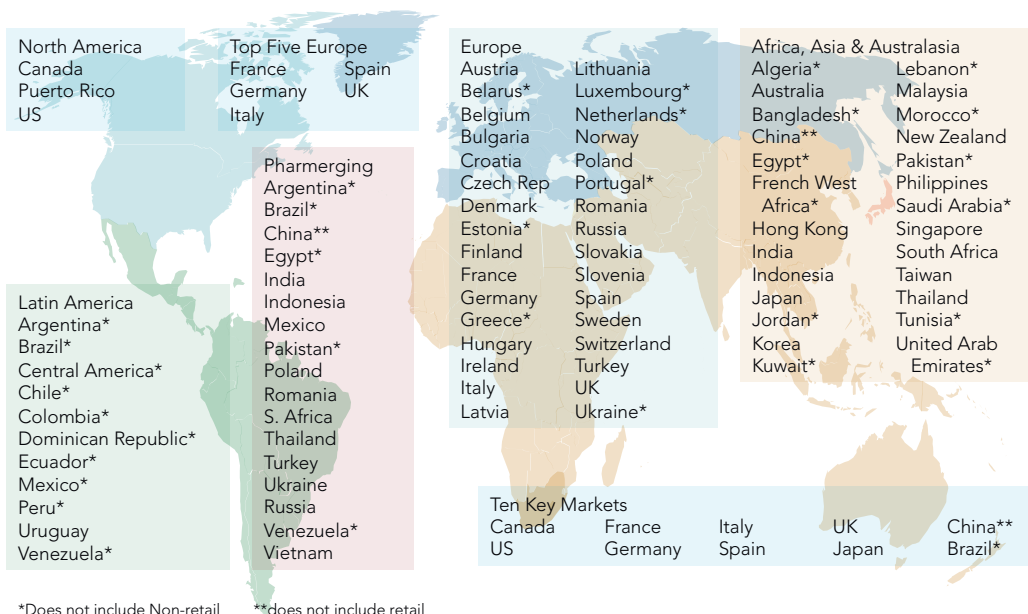 North America
Canada
Puerto Rico
US
Top Five Europe
France Spain
Germany UK
Italy
Pharmerging
Argentina*
Brazil*
China**
Egypt*
India
Indonesia
Mexico
Pakistan*
Poland
Romania
S. Africa
Thailand
Turkey
Ukraine
Russia
Venezuela*
Vietnam
Latin America
Argentina*
Brazil*
Central America*
Chile*
Colombia*
Dominican Republic*
Ecuador*
Mexico*
Peru*
Uruguay
Venezuela*
Europe
Austria Lithuania
Belarus* Luxembourg*
Belgium Netherlands*
Bulgaria Norway
Croatia Poland
Czech Rep Portugal*
Denmark Romania
Estonia* Russia
Finland Slovakia
France Slovenia
Germany Spain
Greece* Sweden
Hungary Switzerland
Ireland Turkey
Italy UK
Latvia Ukraine*
Africa, Asia & Australasia
Algeria* Lebanon*
Australia Malaysia
Bangladesh* Morocco*
China** New Zealand
Egypt* Pakistan*
French West Philippines
Africa* Saudi Arabia*
Hong Kong Singapore
India South Africa
Indonesia Taiwan
Japan Thailand
Jordan* Tunisia*
Korea United Arab
Kuwait* Emirates*
Ten Key Markets
Canada France Italy UK China**
US Germany Spain Japan Brazil*
*Does not include Non-retail **does not include retail